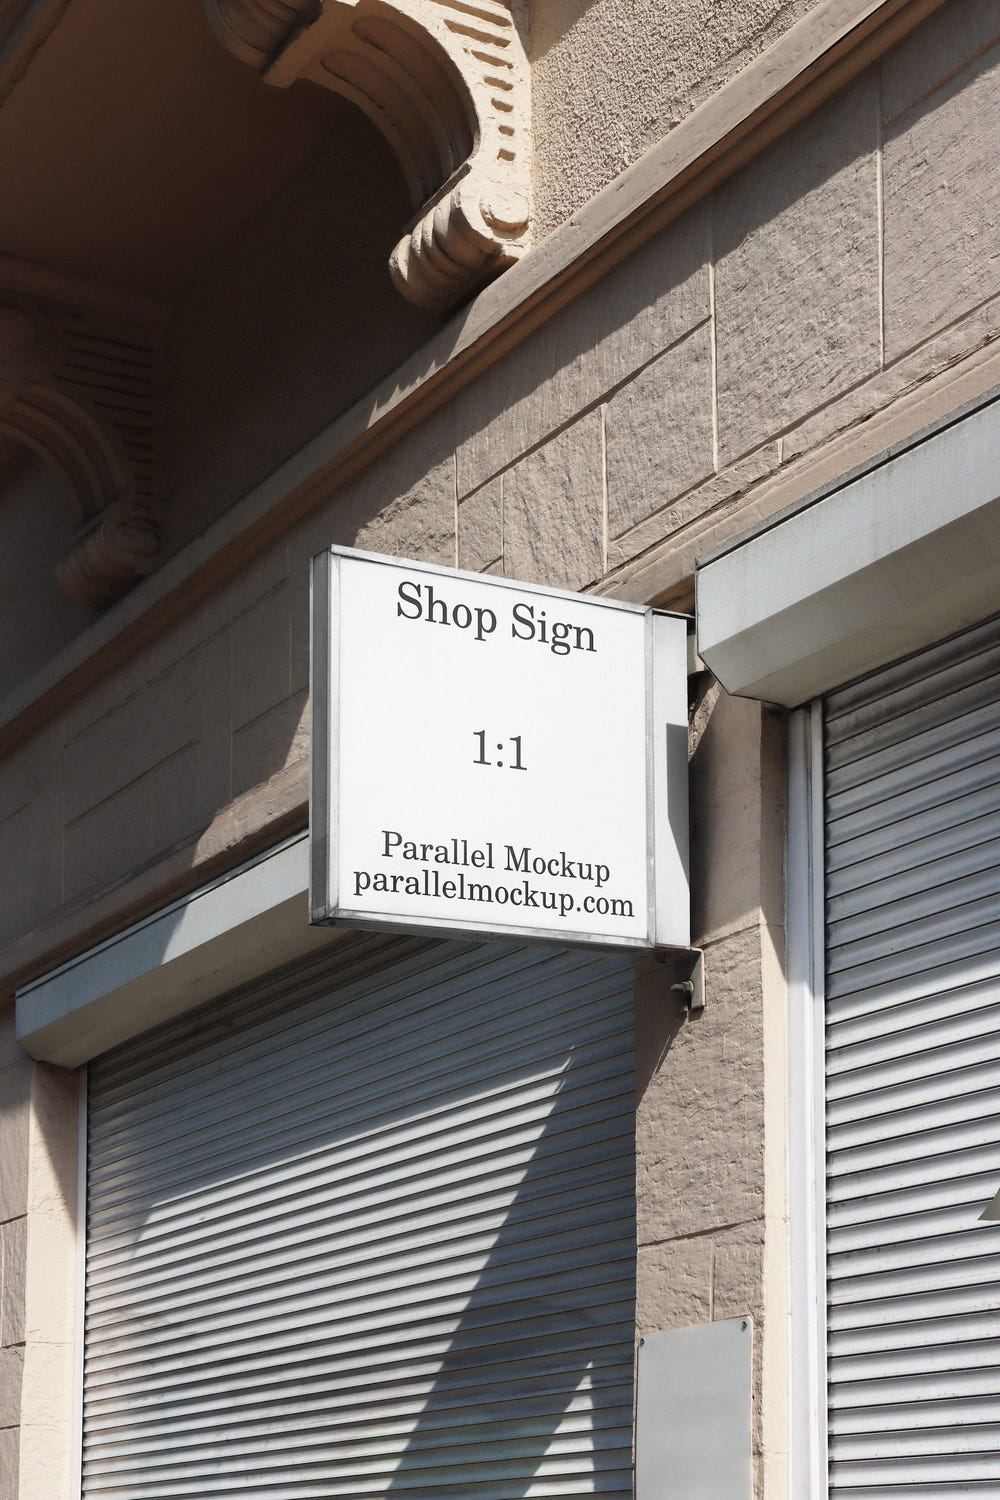 Shop Sign
1:1
Parallel Mockup
parallelmockup.com